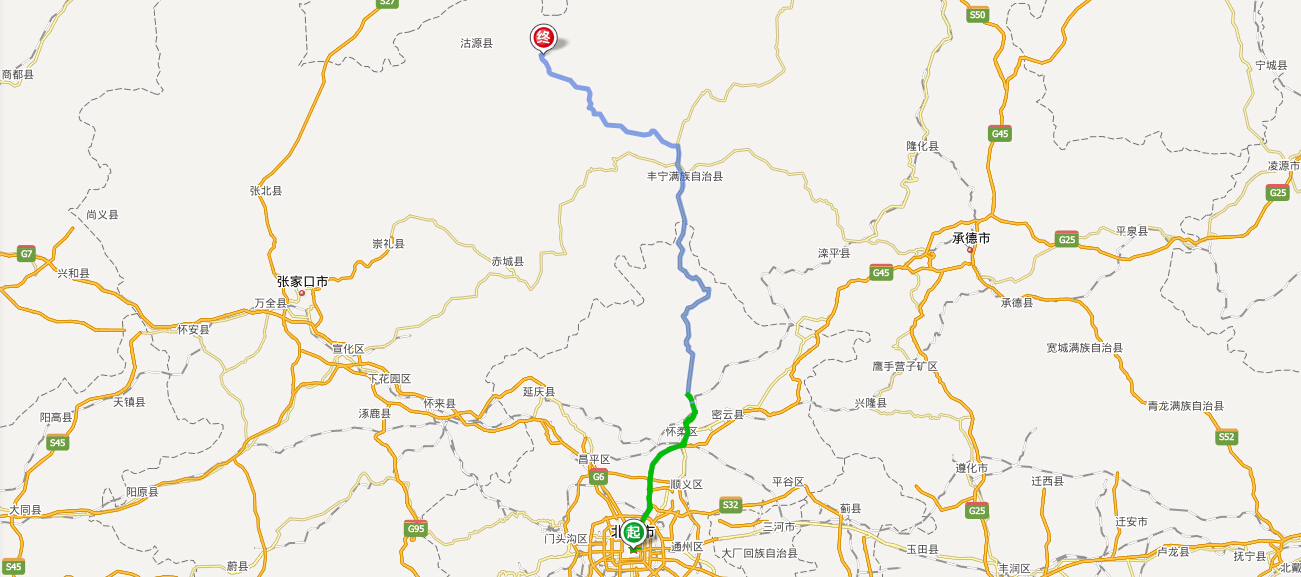 S27
S50
沽源县
终
商都县
宁城县
G45
隆化县
凌源市
丰宁满族自治县
张北县
G25
尚义县
平泉县
崇礼县
承德市
G25
G7
滦平县
赤城县
兴和县
G45
张家口市
万全县
承德县
怀安县
宣化区
宽城满族自治县
鹰手营子矿区
下花园区
延庆县
天镇县
怀来县
兴隆县
青龙满族自治县
阳高县
涿鹿县
密云县
怀柔区
S45
S52
昌平区
遵化市
G6
顺义区
平谷区
迁西县
阳原县
S32
大同县
蓟县
G25
迁安市
G95
三河市
北
起
市
门头沟区
通州区
大厂回族自治县
玉田县
卢龙县
抚宁县
S45
蔚县
丰润区
北戴